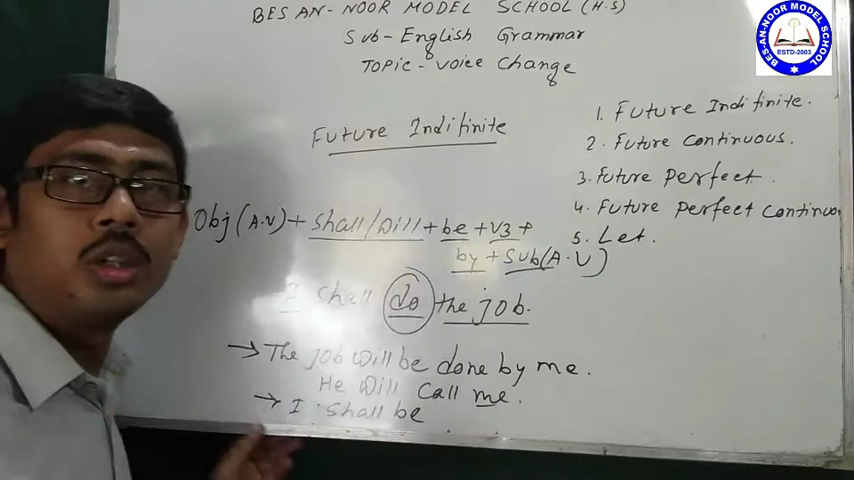 BES AN-NOOR MODEL SCHOOL (H.S)
Sub-English Grammar
TOPIC-Voice Change
BES-AN-NOOR MODEL SCHOOL
ESTD-2003
Future Indifinite
1. Future Indifinite.
2. Future Continuous.
3. Future Perfect.
4. Future Perfect Continuou
5. Let.
Obj(A.V)+ Shall/Will + be + V3 +
by + Sub(A.V)
I shall do the job.
→ The job will be done by me.
He will call me.
→ I shall be